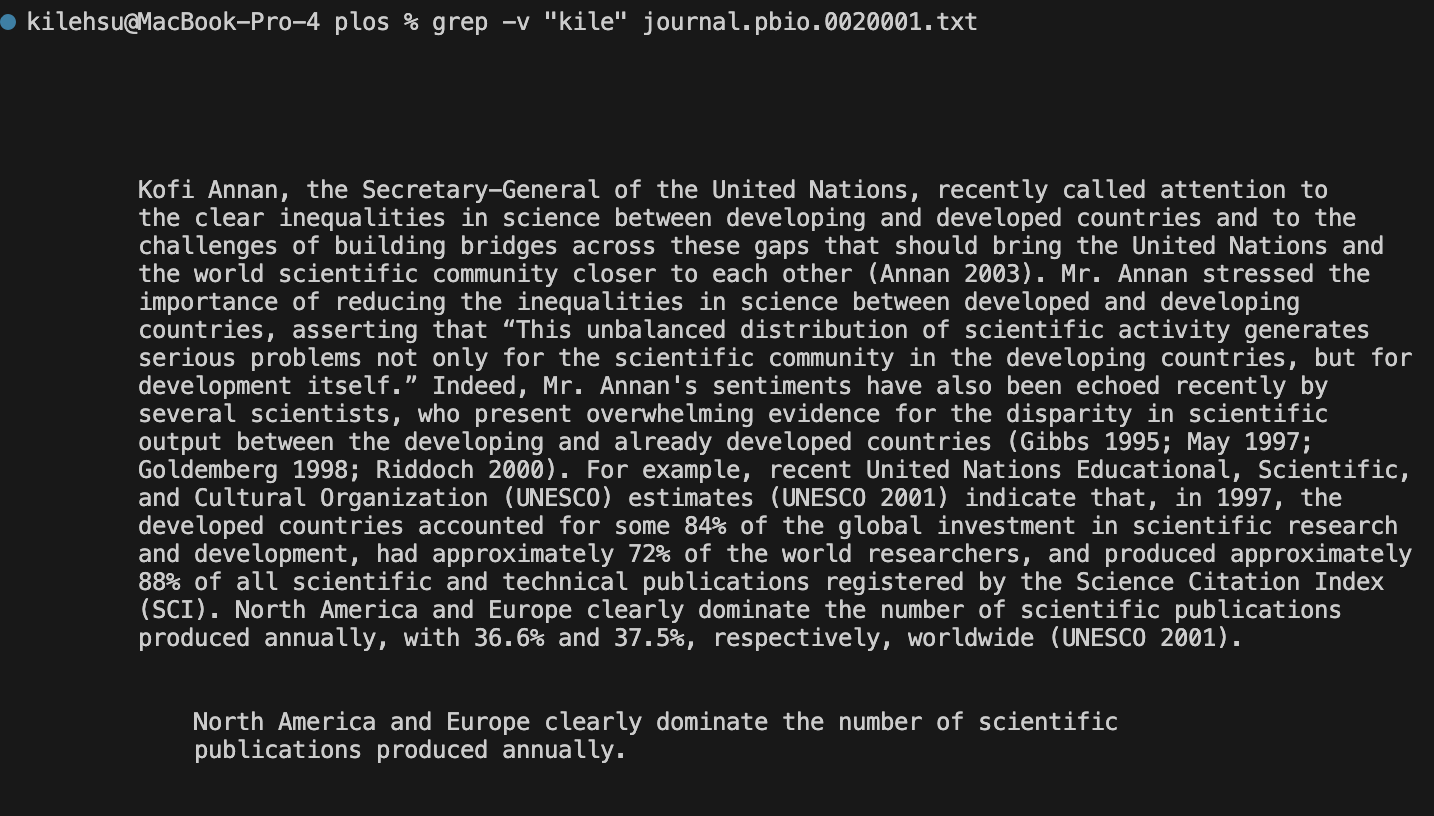 kilehsu@MacBook-Pro-4 plos % grep -v "kile" journal.pbio.0020001.txt
Kofi Annan, the Secretary-General of the United Nations, recently called attention to
the clear inequalities in science between developing and developed countries and to the
challenges of building bridges across these gaps that should bring the United Nations and
the world scientific community closer to each other (Annan 2003). Mr. Annan stressed the
importance of reducing the inequalities in science between developed and developing
countries, asserting that “This unbalanced distribution of scientific activity generates
serious problems not only for the scientific community in the developing countries, but for
development itself.” Indeed, Mr. Annan's sentiments have also been echoed recently by
several scientists, who present overwhelming evidence for the disparity in scientific
output between the developing and already developed countries (Gibbs 1995; May 1997;
Goldemberg 1998; Riddoch 2000). For example, recent United Nations Educational, Scientific,
and Cultural Organization (UNESCO) estimates (UNESCO 2001) indicate that, in 1997, the
developed countries accounted for some 84% of the global investment in scientific research
and development, had approximately 72% of the world researchers, and produced approximately
88% of all scientific and technical publications registered by the Science Citation Index
(SCI). North America and Europe clearly dominate the number of scientific publications
produced annually, with 36.6% and 37.5%, respectively, worldwide (UNESCO 2001).
North America and Europe clearly dominate the number of scientific
publications produced annually.